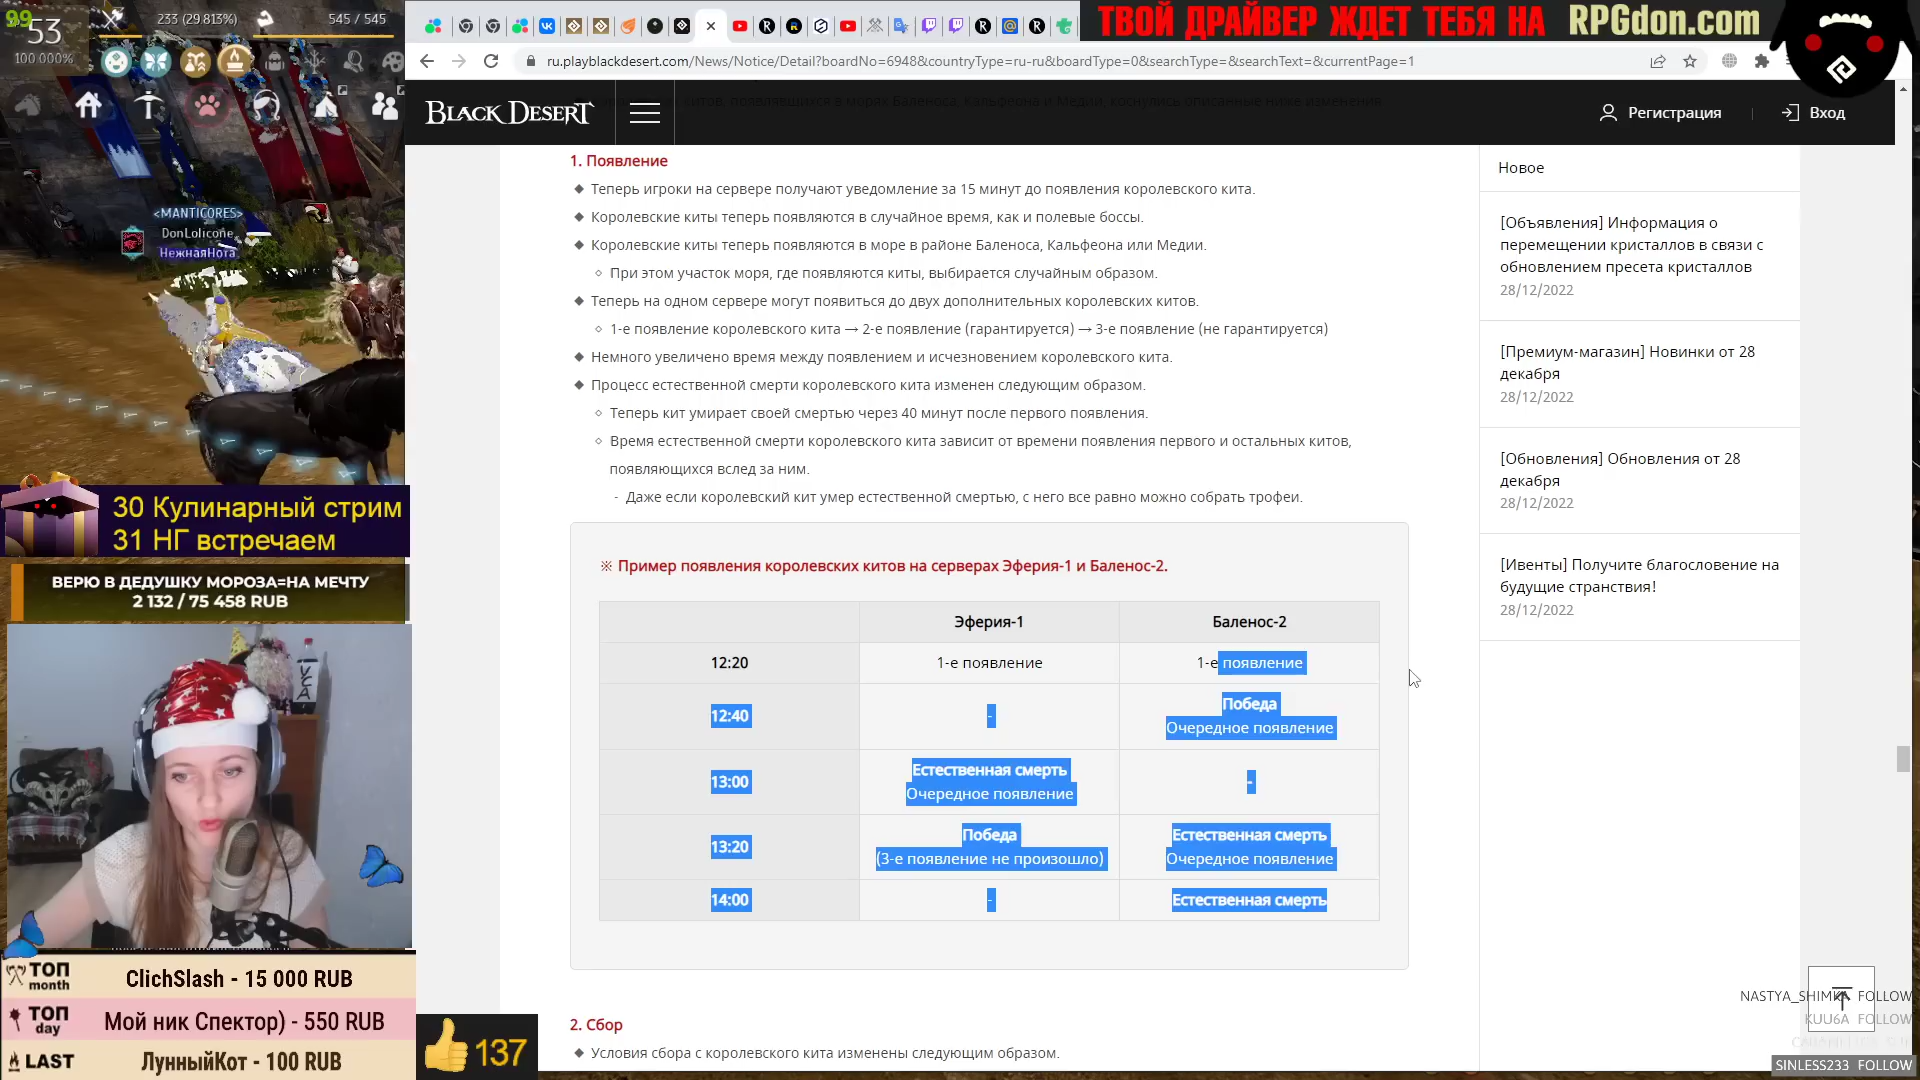 99
53
100 000%
233 (29.813%)
545 / 545
<MANTICORES>
DonLolicone
НежнаяНота
30 Кулинарный стрим
31 НГ встречаем
ВЕРЮ В ДЕДУШКУ МОРОЗА=НА МЕЧТУ
2 132 / 75 458 RUB
ТОП
month
ClichSlash - 15 000 RUB
ТОП
day
Мой ник Спектор) - 550 RUB
LAST
ЛунныйКот - 100 RUB
137
ТВОЙ ДРАЙВЕР ЖДЕТ ТЕБЯ НА RPGdon.com
ru.playblackdesert.com/News/Notice/Detail?boardNo=6948&countryType=ru-ru&boardType=0&searchType=&searchText=&currentPage=1
BLACK DESERT
Регистрация
Вход
1. Появление
◆ Теперь игроки на сервере получают уведомление за 15 минут до появления королевского кита.
◆ Королевские киты теперь появляются в случайное время, как и полевые боссы.
◆ Королевские киты теперь появляются в море в районе Баленоса, Кальфеона или Медии.
○ При этом участок моря, где появляются киты, выбирается случайным образом.
◆ Теперь на одном сервере могут появиться до двух дополнительных королевских китов.
○ 1-е появление королевского кита → 2-е появление (гарантируется) → 3-е появление (не гарантируется)
◆ Немного увеличено время между появлением и исчезновением королевского кита.
◆ Процесс естественной смерти королевского кита изменен следующим образом.
○ Теперь кит умирает своей смертью через 40 минут после первого появления.
○ Время естественной смерти королевского кита зависит от времени появления первого и остальных китов,
появляющихся вслед за ним.
- Даже если королевский кит умер естественной смертью, с него все равно можно собрать трофеи.
※ Пример появления королевских китов на серверах Эферия-1 и Баленос-2.
Эферия-1 Баленос-2
12:20 1-е появление 1-е появление
12:40 - Победа
Очередное появление
13:00 Естественная смерть
Очередное появление -
13:20 Победа
(3-е появление не произошло) Естественная смерть
Очередное появление
14:00 - Естественная смерть
2. Сбор
◆ Условия сбора с королевского кита изменены следующим образом.
Новое
[Объявления] Информация о
перемещении кристаллов в связи с
обновлением пресета кристаллов
28/12/2022
[Премиум-магазин] Новинки от 28
декабря
28/12/2022
[Обновления] Обновления от 28
декабря
28/12/2022
[Ивенты] Получите благословение на
будущие странствия!
28/12/2022
NASTYA_SHIMKA FOLLOW
KUU6A FOLLOW
SINLESS233 FOLLOW